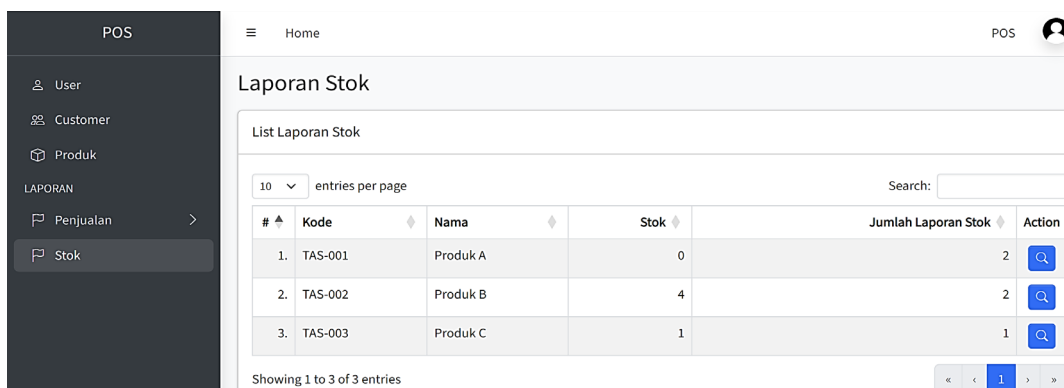 POS
Home
POS
User
Customer
Produk
LAPORAN
Penjualan
Stok
Laporan Stok
List Laporan Stok
10 entries per page
Search:
# Kode Nama Stok Jumlah Laporan Stok Action
1. TAS-001 Produk A 0 2
2. TAS-002 Produk B 4 2
3. TAS-003 Produk C 1 1
Showing 1 to 3 of 3 entries
« ‹ 1 › »